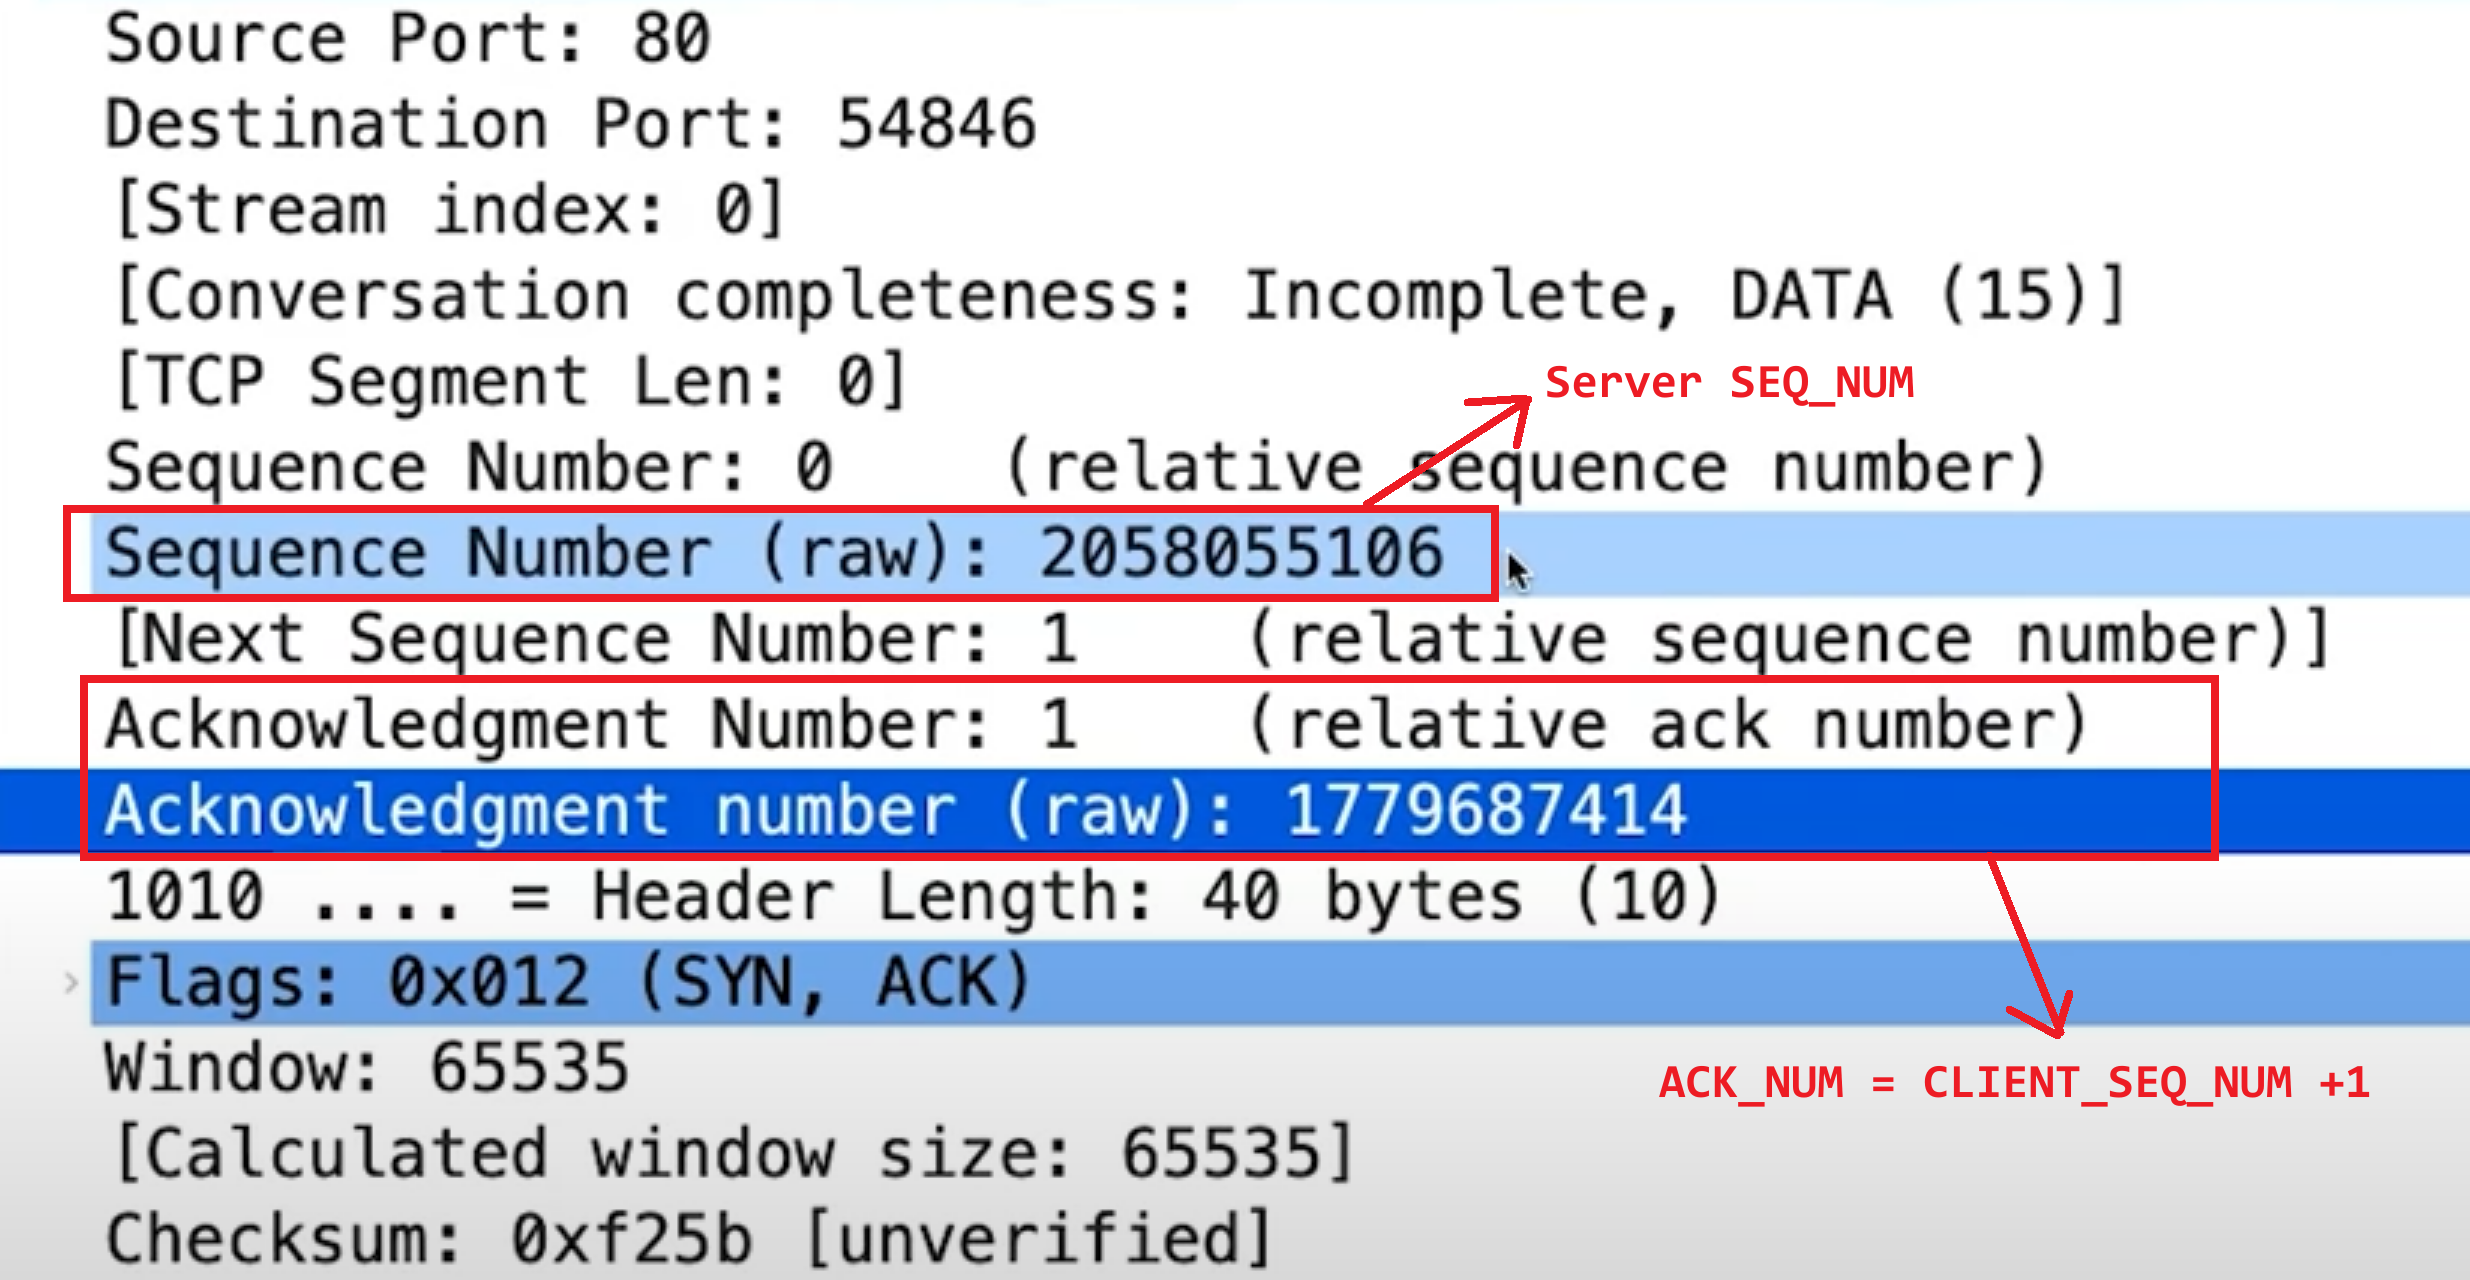 Source Port: 80
Destination Port: 54846
[Stream index: 0]
[Conversation completeness: Incomplete, DATA (15)]
[TCP Segment Len: 0]
Server SEQ_NUM
Sequence Number: 0 (relative sequence number)
Sequence Number (raw): 2058055106
[Next Sequence Number: 1 (relative sequence number)]
Acknowledgment Number: 1 (relative ack number)
Acknowledgment number (raw): 1779687414
1010 .... = Header Length: 40 bytes (10)
Flags: 0x012 (SYN, ACK)
Window: 65535
ACK_NUM = CLIENT_SEQ_NUM +1
[Calculated window size: 65535]
Checksum: 0xf25b [unverified]